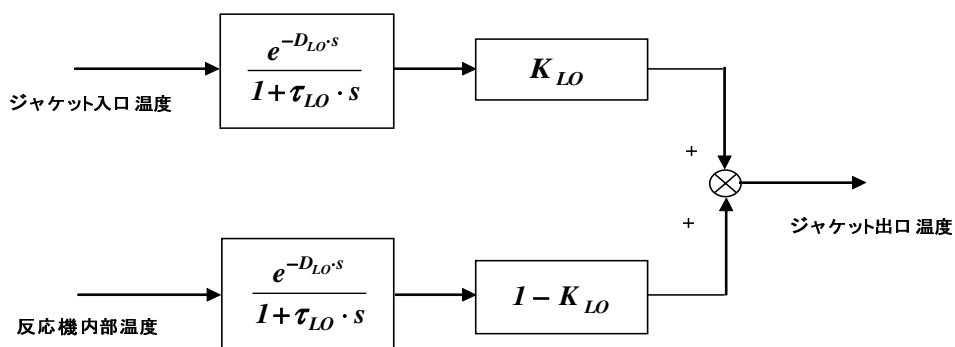 e^{-D_{LO}·s}
1 + τ_{LO} · s
K_{LO}
ジャケット入口温度
+
+
ジャケット出口温度
e^{-D_{LO}·s}
1 + τ_{LO} · s
1 − K_{LO}
反応機内部温度